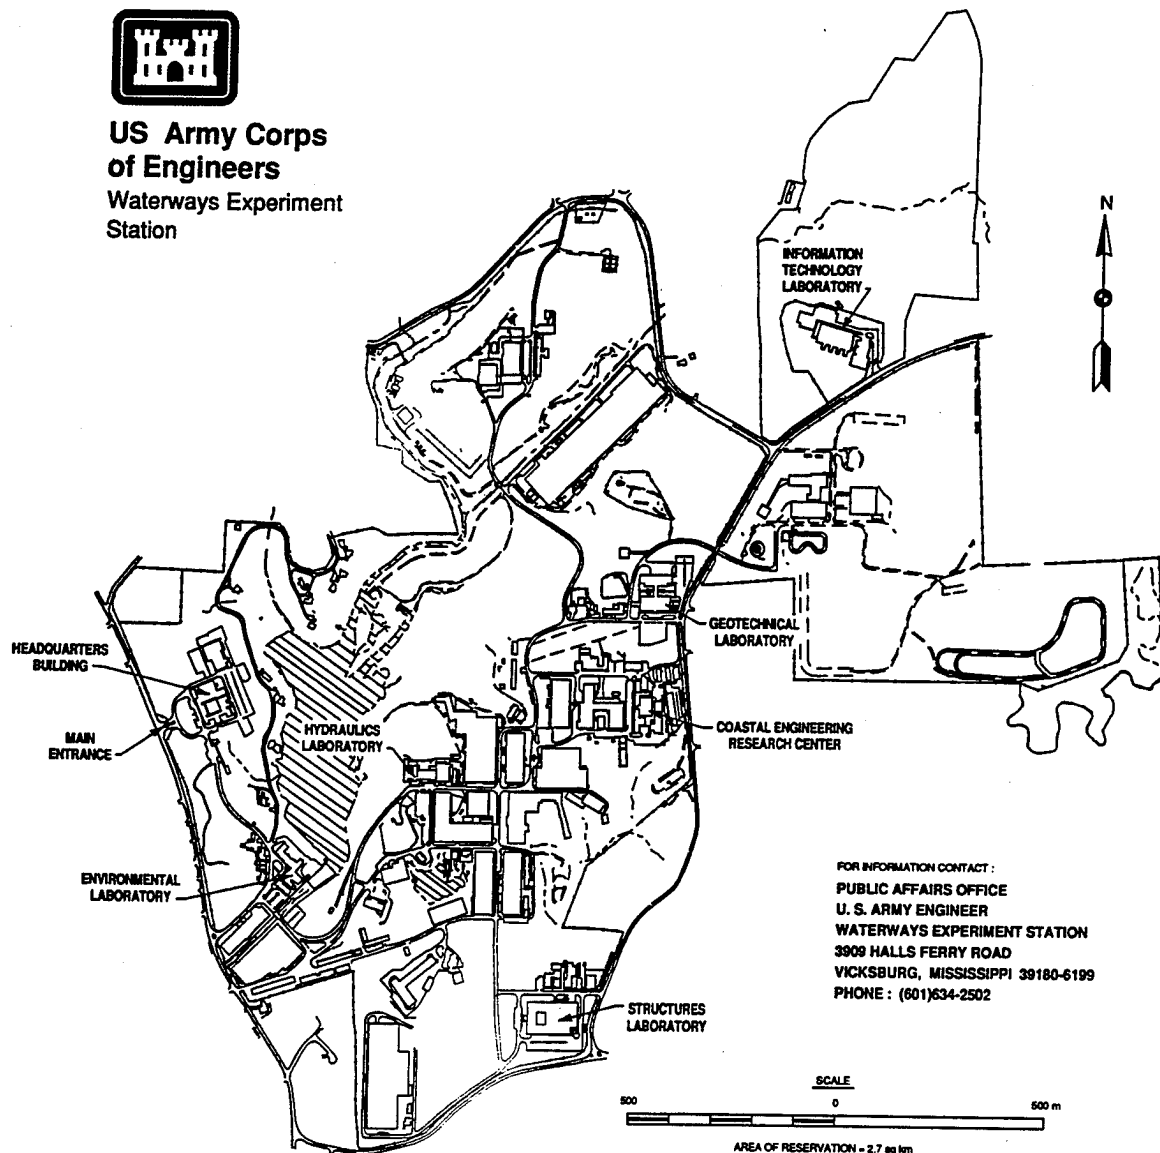 US Army Corps
of Engineers
Waterways Experiment
Station
N
INFORMATION
TECHNOLOGY
LABORATORY
HEADQUARTERS
BUILDING
MAIN
ENTRANCE
HYDRAULICS
LABORATORY
GEOTECHNICAL
LABORATORY
COASTAL ENGINEERING
RESEARCH CENTER
ENVIRONMENTAL
LABORATORY
STRUCTURES
LABORATORY
FOR INFORMATION CONTACT :
PUBLIC AFFAIRS OFFICE
U. S. ARMY ENGINEER
WATERWAYS EXPERIMENT STATION
3909 HALLS FERRY ROAD
VICKSBURG, MISSISSIPPI 39180-6199
PHONE : (601)634-2502
SCALE
500 0 500 m
AREA OF RESERVATION = 2.7 sq km